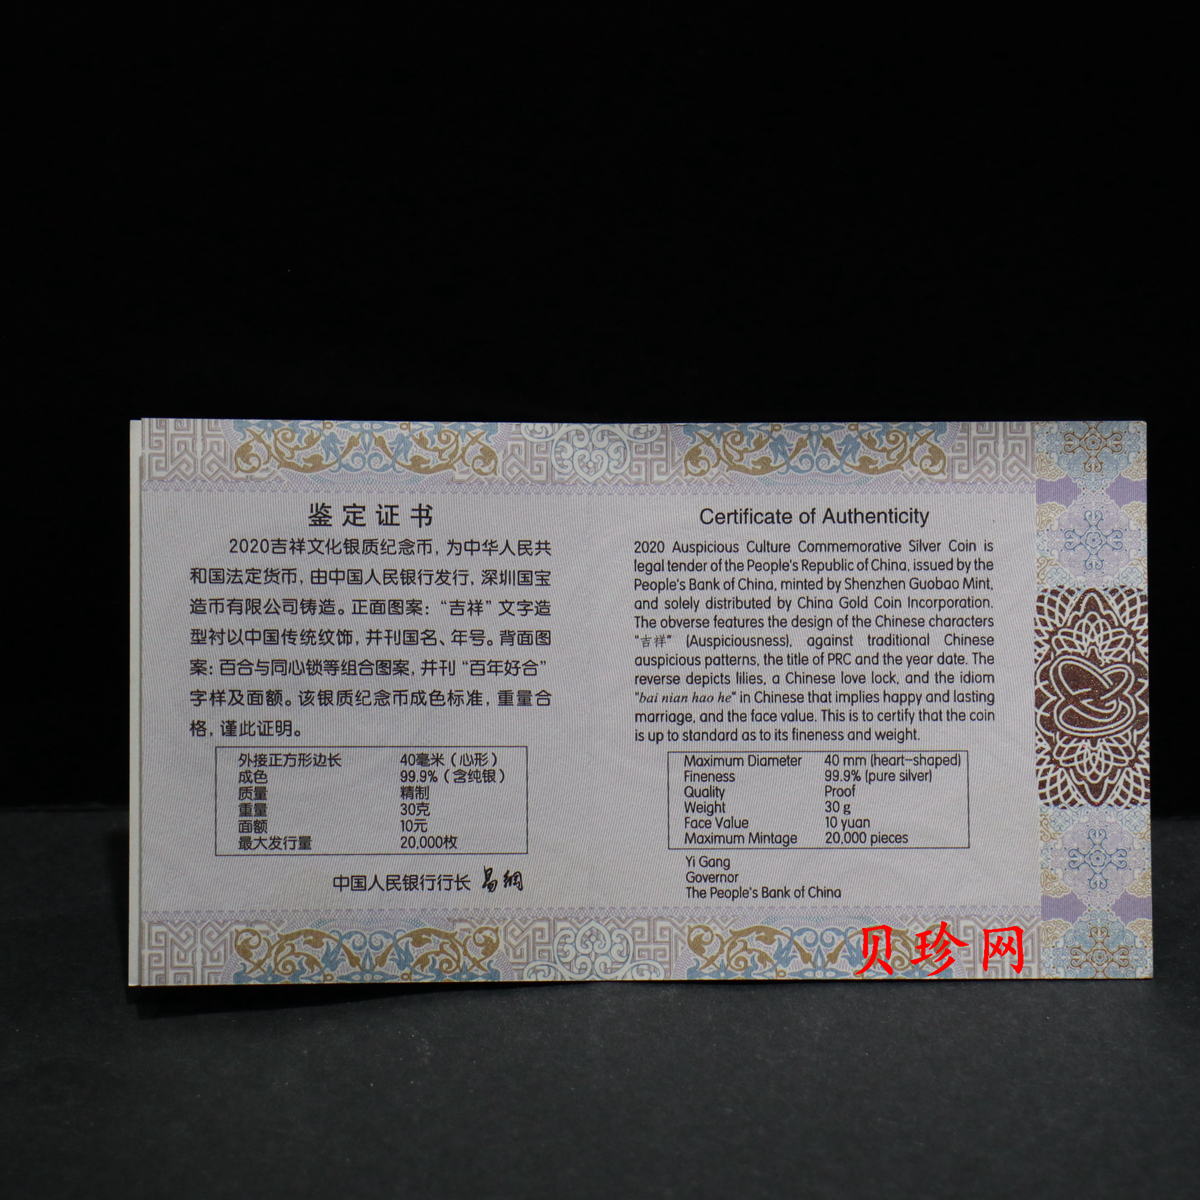 鉴定证书
2020吉祥文化银质纪念币，为中华人民共
和国法定货币，由中国人民银行发行，深圳国宝
造币有限公司铸造。正面图案：“吉祥”文字造
型衬以中国传统纹饰，并刊国名、年号。背面图
案：百合与同心锁等组合图案，并刊“百年好合”
字样及面额。该银质纪念币成色标准，重量合
格，谨此证明。
外接正方形边长 40毫米（心形）
成色 99.9%（含纯银）
质量 精制
重量 30克
面额 10元
最大发行量 20,000枚
中国人民银行行长 易纲
Certificate of Authenticity
2020 Auspicious Culture Commemorative Silver Coin is
legal tender of the People's Republic of China, issued by the
People's Bank of China, minted by Shenzhen Guobao Mint,
and solely distributed by China Gold Coin Incorporation.
The obverse features the design of the Chinese characters
"吉祥" (Auspiciousness), against traditional Chinese
auspicious patterns, the title of PRC and the year date. The
reverse depicts lilies, a Chinese love lock, and the idiom
"bai nian hao he" in Chinese that implies happy and lasting
marriage, and the face value. This is to certify that the coin
is up to standard as to its fineness and weight.
Maximum Diameter 40 mm (heart-shaped)
Fineness 99.9% (pure silver)
Quality Proof
Weight 30 g
Face Value 10 yuan
Maximum Mintage 20,000 pieces
Yi Gang
Governor
The People's Bank of China
贝珍网